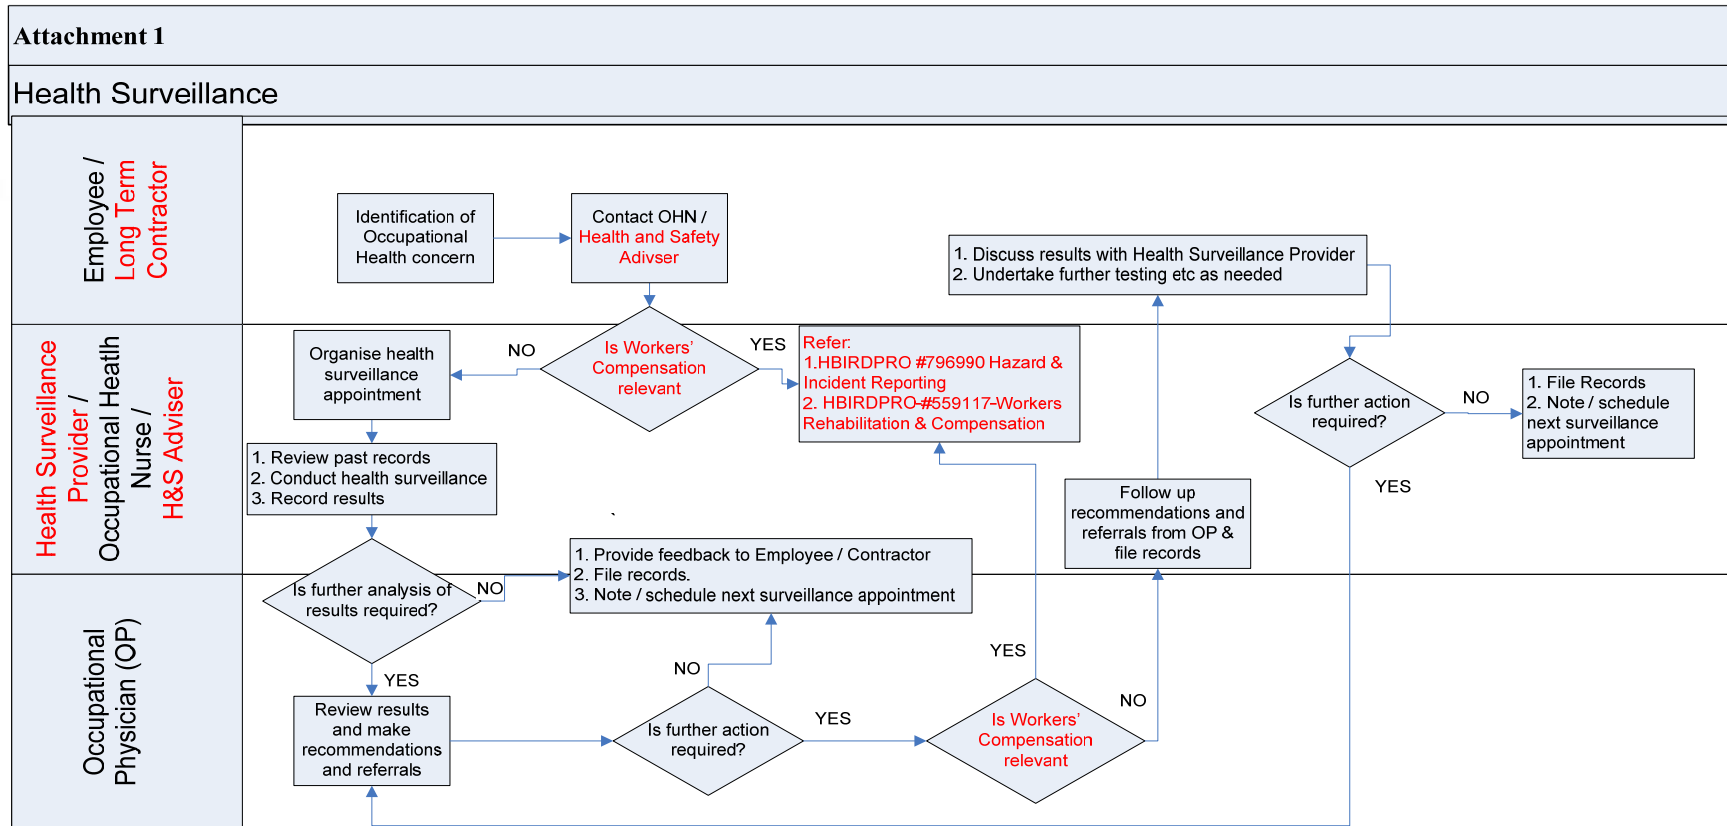 Attachment 1
Health Surveillance
Employee /
Long Term
Contractor
Identification of
Occupational
Health concern
Contact OHN /
Health and Safety
Adivser
1. Discuss results with Health Surveillance Provider
2. Undertake further testing etc as needed
Health Surveillance
Provider /
Occupational Heatlh
Nurse /
H&S Adviser
Organise health
surveillance
appointment
NO
Is Workers'
Compensation
relevant
YES
Refer:
1.HBIRDPRO #796990 Hazard &
Incident Reporting
2. HBIRDPRO-#559117-Workers
Rehabilitation & Compensation
Is further action
required?
NO
1. File Records
2. Note / schedule
next surveillance
appointment
YES
1. Review past records
2. Conduct health surveillance
3. Record results
Follow up
recommendations and
referrals from OP &
file records
`
1. Provide feedback to Employee / Contractor
2. File records.
3. Note / schedule next surveillance appointment
Occupational
Physician (OP)
Is further analysis of
results required?
NO
YES
Review results
and make
recommendations
and referrals
NO
Is further action
required?
YES
YES
Is Workers'
Compensation
relevant
NO